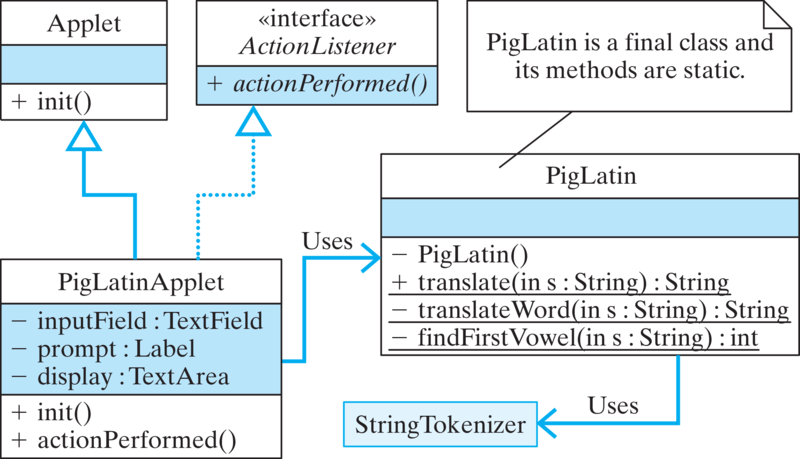 Applet
+ init()
«interface»
ActionListener
+ actionPerformed()
PigLatin is a final class and
its methods are static.
PigLatin
− PigLatin()
+ translate(in s : String) : String
− translateWord(in s : String) : String
− findFirstVowel(in s : String) : int
Uses
PigLatinApplet
− inputField : TextField
− prompt : Label
− display : TextArea
+ init()
+ actionPerformed()
StringTokenizer
Uses